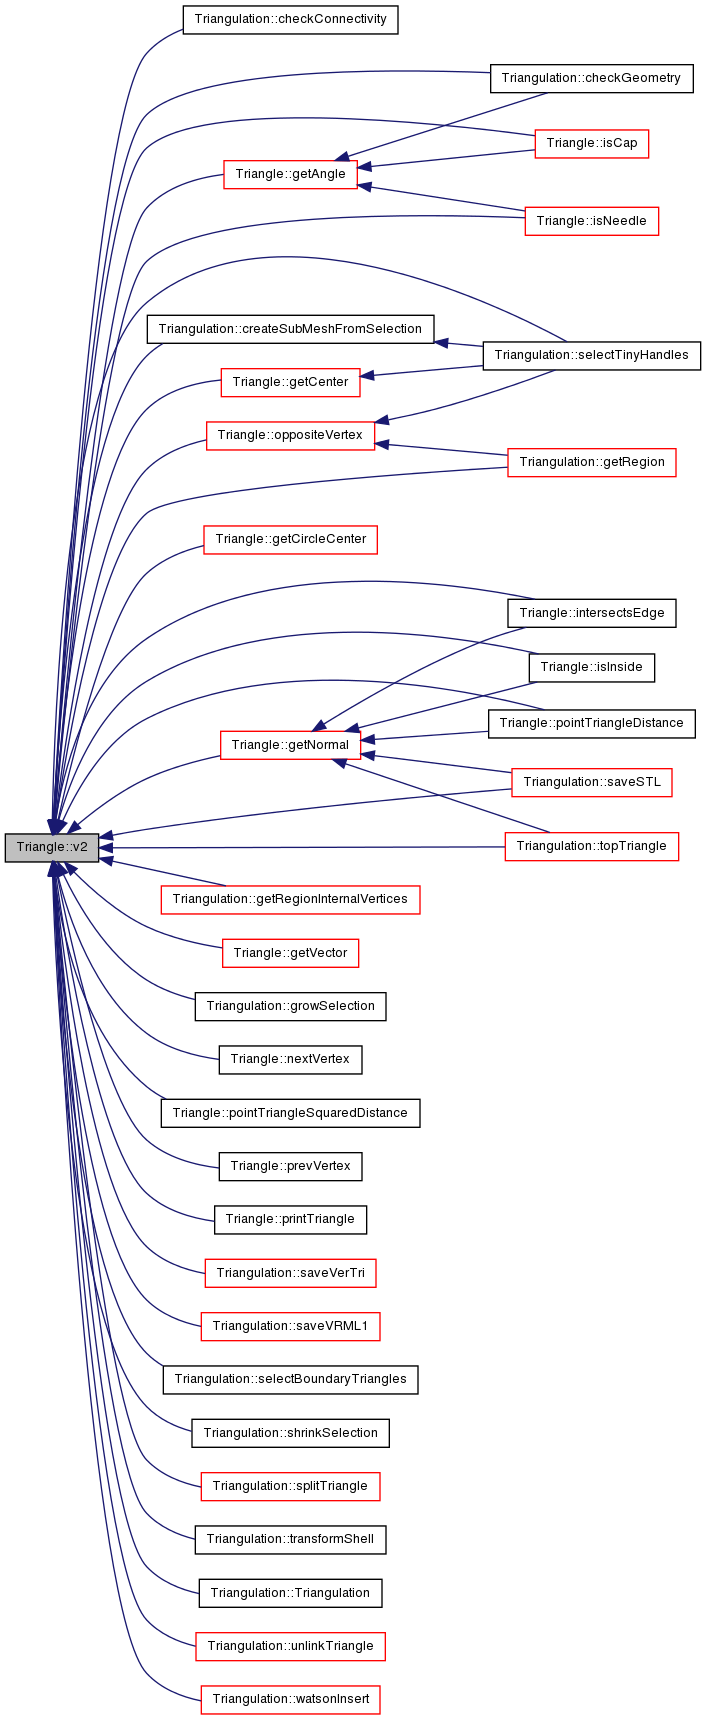 Triangulation::checkConnectivity
Triangulation::checkGeometry
Triangle::isCap
Triangle::getAngle
Triangle::isNeedle
Triangulation::createSubMeshFromSelection
Triangulation::selectTinyHandles
Triangle::getCenter
Triangle::oppositeVertex
Triangulation::getRegion
Triangle::getCircleCenter
Triangle::intersectsEdge
Triangle::isInside
Triangle::pointTriangleDistance
Triangle::getNormal
Triangulation::saveSTL
Triangle::v2
Triangulation::topTriangle
Triangulation::getRegionInternalVertices
Triangle::getVector
Triangulation::growSelection
Triangle::nextVertex
Triangle::pointTriangleSquaredDistance
Triangle::prevVertex
Triangle::printTriangle
Triangulation::saveVerTri
Triangulation::saveVRML1
Triangulation::selectBoundaryTriangles
Triangulation::shrinkSelection
Triangulation::splitTriangle
Triangulation::transformShell
Triangulation::Triangulation
Triangulation::unlinkTriangle
Triangulation::watsonInsert